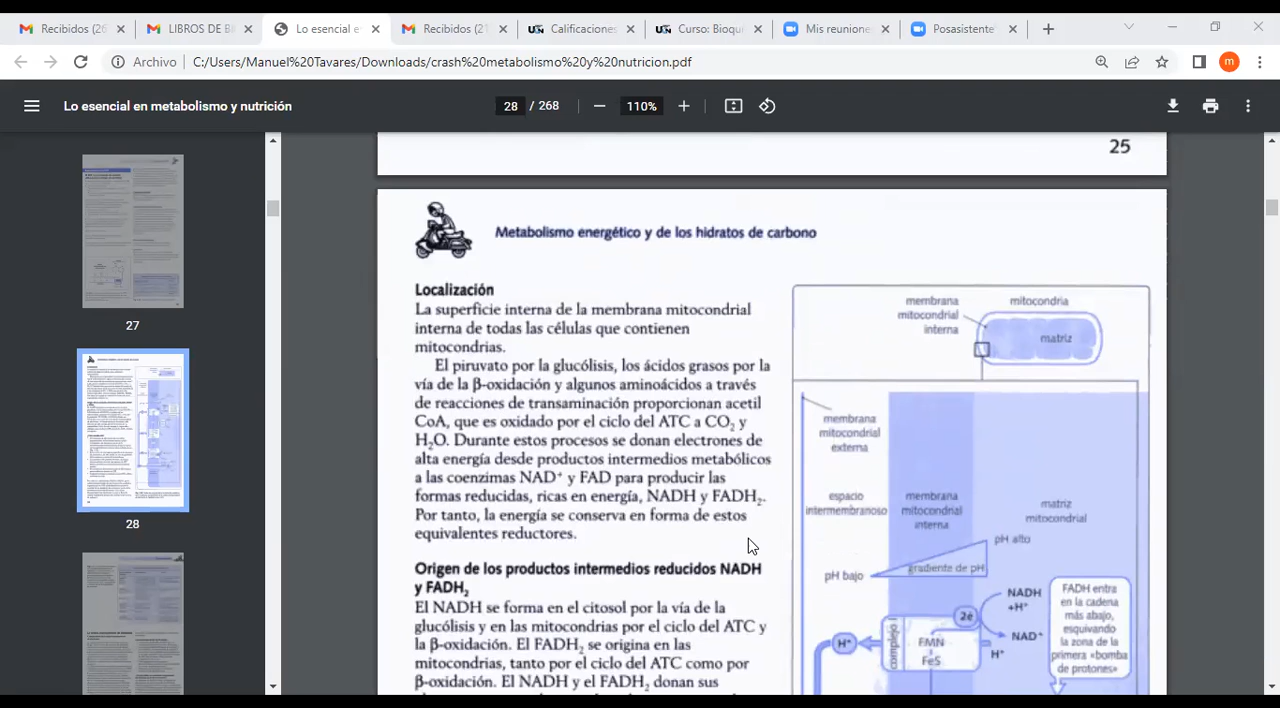 Recibidos (26
LIBROS DE B
Lo esencial e
Recibidos (2
Calificaciones
Curso: Bioqu
Mis reunione
Posasistente
Archivo
C:/Users/Manuel%20Tavares/Downloads/crash%20metabolismo%20y%20nutricion.pdf
m
Lo esencial en metabolismo y nutrición
28 / 268
110%
27
28
25
Metabolismo energético y de los hidratos de carbono
Localización
La superficie interna de la membrana mitocondrial
interna de todas las células que contienen
mitocondrias.
El piruvato por la glucólisis, los ácidos grasos por la
vía de la β-oxidación y algunos aminoácidos a través
de reacciones de transaminación proporcionan acetil
CoA, que es oxidado por el ciclo del ATC a CO₂ y
H₂O. Durante estos procesos se donan electrones de
alta energía desde productos intermedios metabólicos
a las coenzimas NAD⁺ y FAD para producir las
formas reducidas, ricas en energía, NADH y FADH₂.
Por tanto, la energía se conserva en forma de estos
equivalentes reductores.
Origen de los productos intermedios reducidos NADH
y FADH₂
El NADH se forma en el citosol por la vía de la
glucólisis y en las mitocondrias por el ciclo del ATC y
la β-oxidación. El FADH₂ se origina en las
mitocondrias, tanto por el ciclo del ATC como por
β-oxidación. El NADH y el FADH₂ donan sus
membrana
mitocondrial
interna
mitocondria
matriz
membrana
mitocondrial
externa
espacio
intermembranoso
membrana
mitocondrial
interna
matriz
mitocondrial
pH alto
pH bajo
gradiente de pH
NADH
+H⁺
2é
NAD⁺
H⁺
complejo I
FMN
FeS
H⁺
FADH entra
en la cadena
más abajo,
esquivando
la zona de la
primera «bomba
de protones»